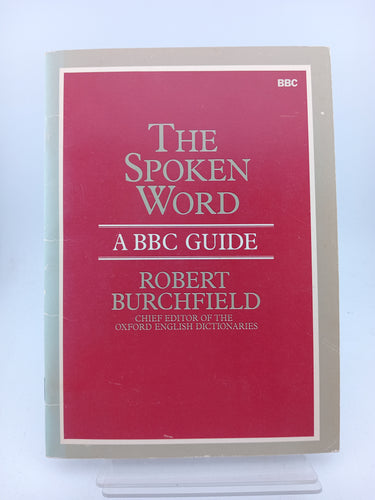 BBC
THE
SPOKEN
WORD
A BBC GUIDE
ROBERT
BURCHFIELD
CHIEF EDITOR OF THE
OXFORD ENGLISH DICTIONARIES